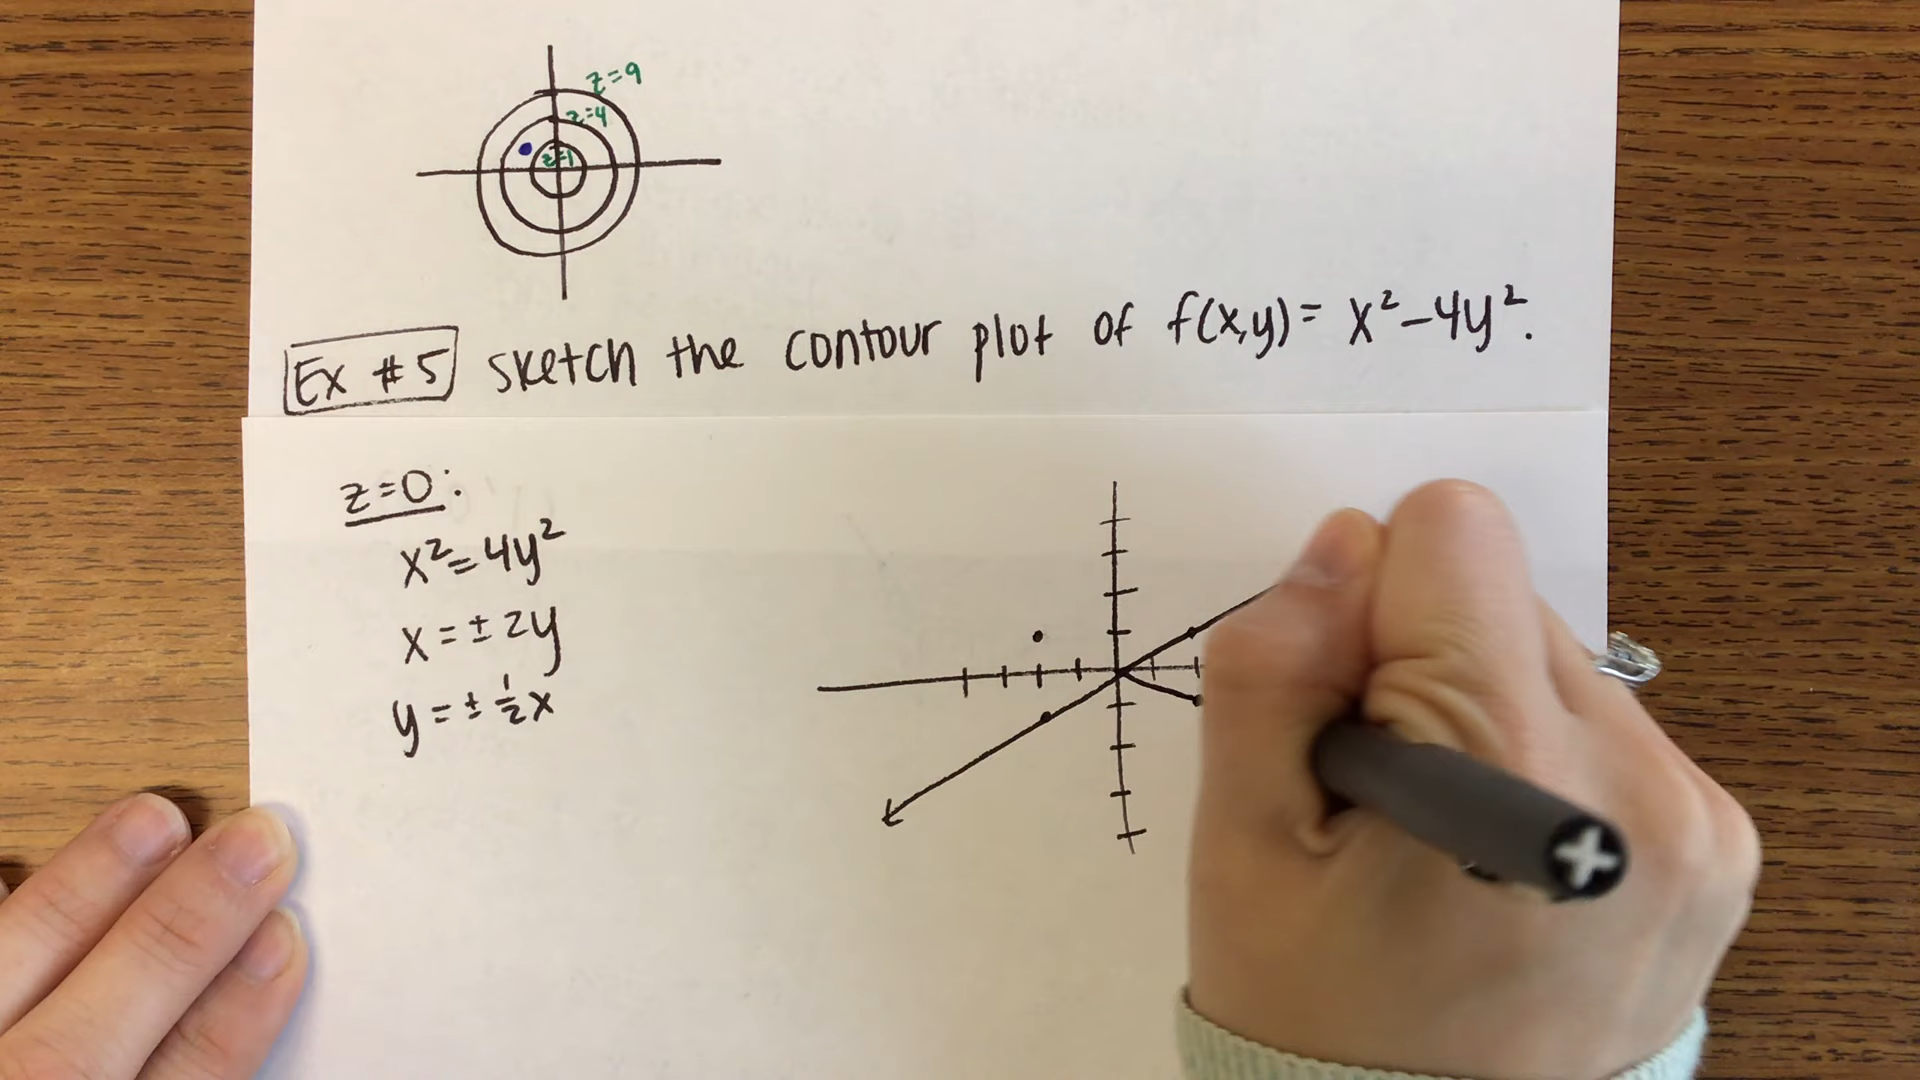 z=9
z=4
z=1
Ex #5 sketch the contour plot of f(x,y)= x²-4y².
z=0:
x²=4y²
x=±2y
y=±½x